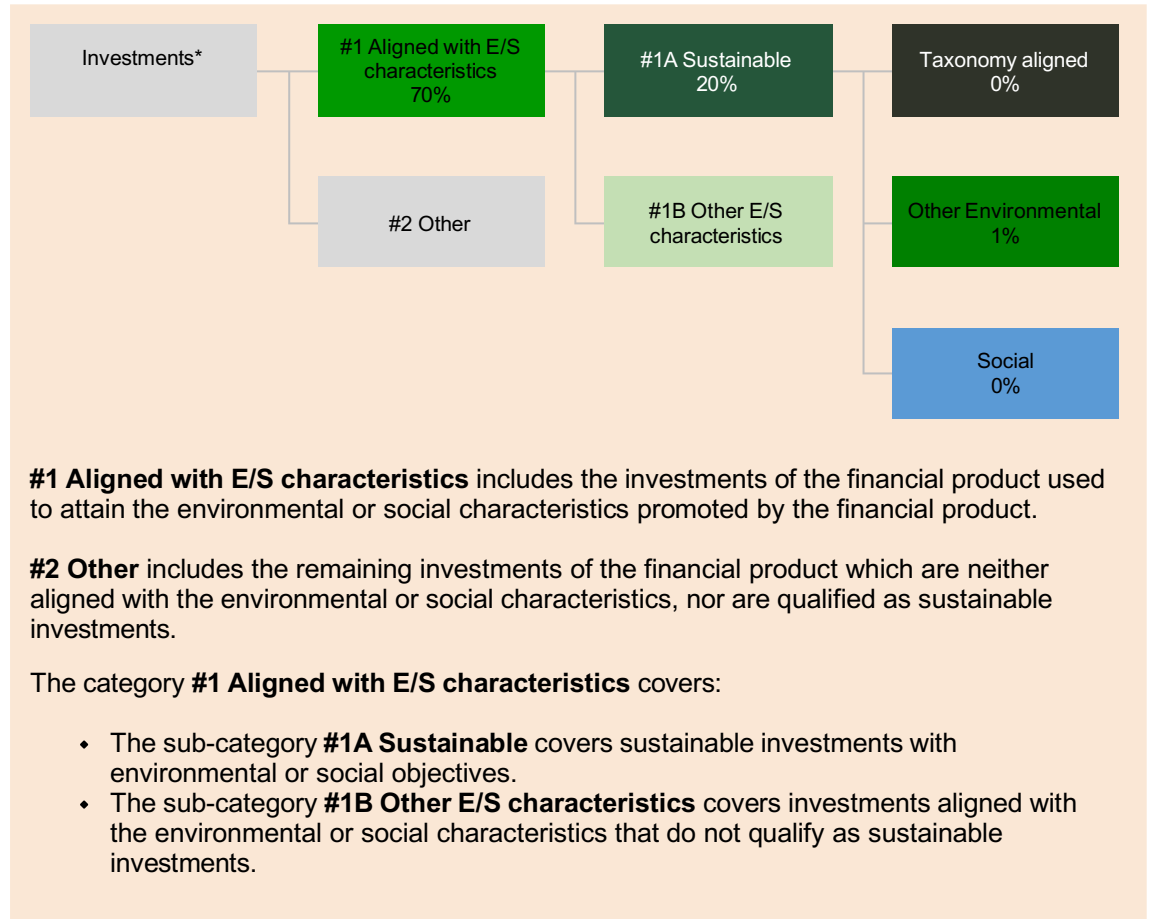 Investments*
#1 Aligned with E/S
characteristics
70%
#1A Sustainable
20%
Taxonomy aligned
0%
#2 Other
#1B Other E/S
characteristics
Other Environmental
1%
Social
0%
#1 Aligned with E/S characteristics includes the investments of the financial product used
to attain the environmental or social characteristics promoted by the financial product.
#2 Other includes the remaining investments of the financial product which are neither
aligned with the environmental or social characteristics, nor are qualified as sustainable
investments.
The category #1 Aligned with E/S characteristics covers:
• The sub-category #1A Sustainable covers sustainable investments with
environmental or social objectives.
• The sub-category #1B Other E/S characteristics covers investments aligned with
the environmental or social characteristics that do not qualify as sustainable
investments.